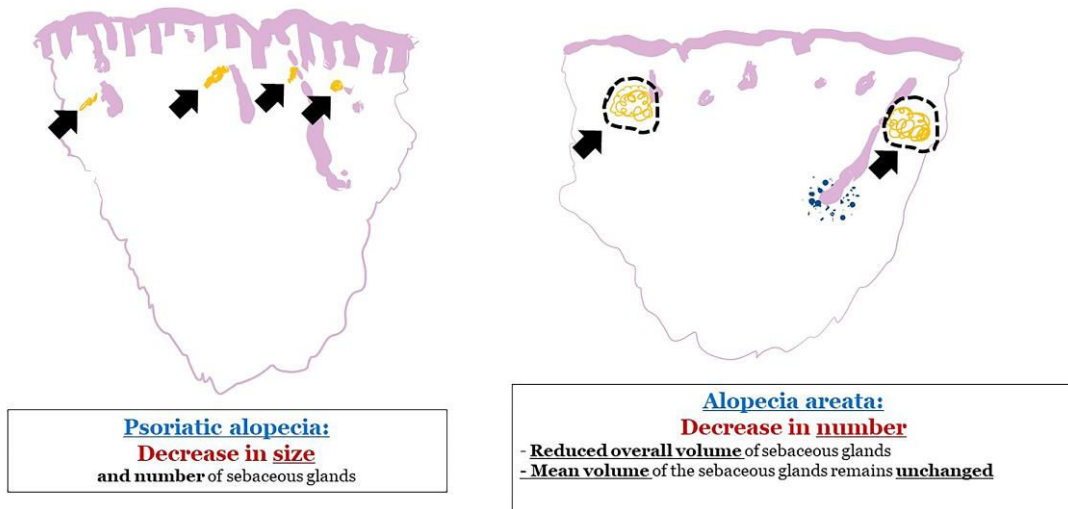 Psoriatic alopecia:
Decrease in size
and number of sebaceous glands
Alopecia areata:
Decrease in number
- Reduced overall volume of sebaceous glands
- Mean volume of the sebaceous glands remains unchanged